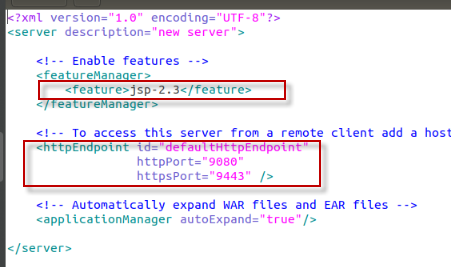 <?xml version="1.0" encoding="UTF-8"?>
<server description="new server">
<!-- Enable features -->
<featureManager>
<feature>jsp-2.3</feature>
</featureManager>
<!-- To access this server from a remote client add a host
<httpEndpoint id="defaultHttpEndpoint"
httpPort="9080"
httpsPort="9443" />
<!-- Automatically expand WAR files and EAR files -->
<applicationManager autoExpand="true"/>
</server>